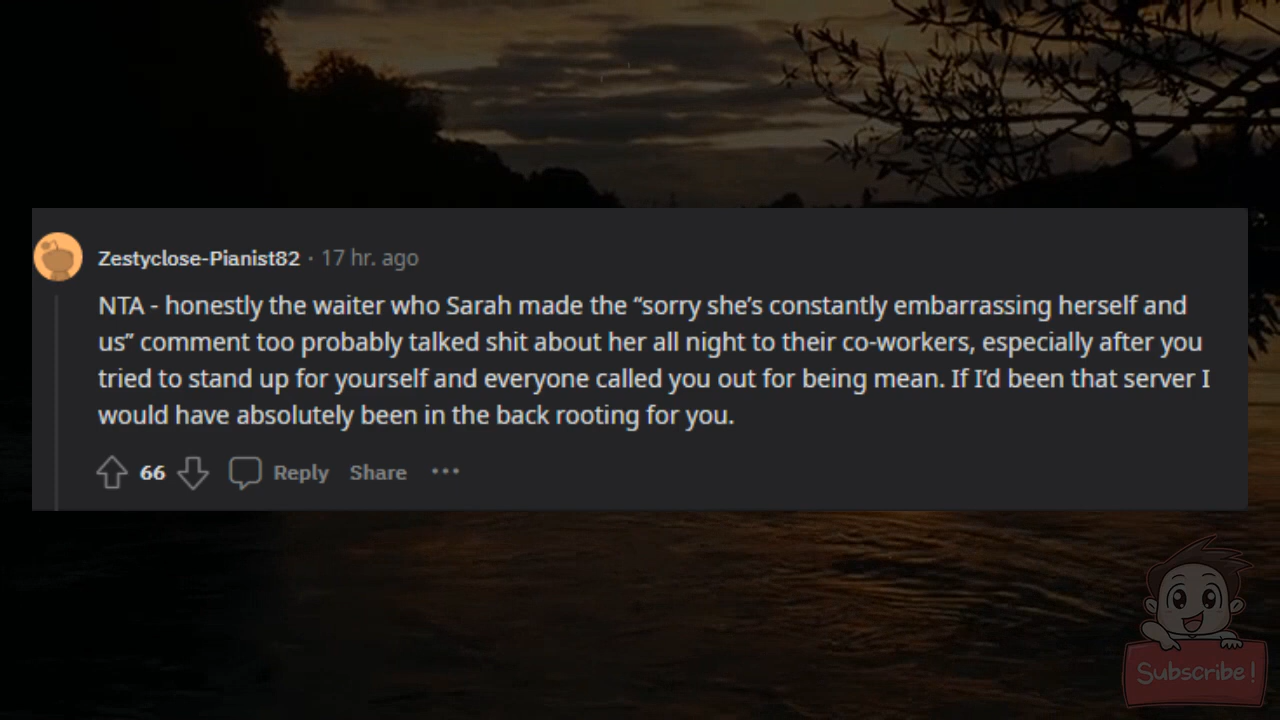 Zestyclose-Pianist82 · 17 hr. ago
NTA - honestly the waiter who Sarah made the “sorry she’s constantly embarrassing herself and
us” comment too probably talked shit about her all night to their co-workers, especially after you
tried to stand up for yourself and everyone called you out for being mean. If I’d been that server I
would have absolutely been in the back rooting for you.
66 Reply Share ···
Subscribe!